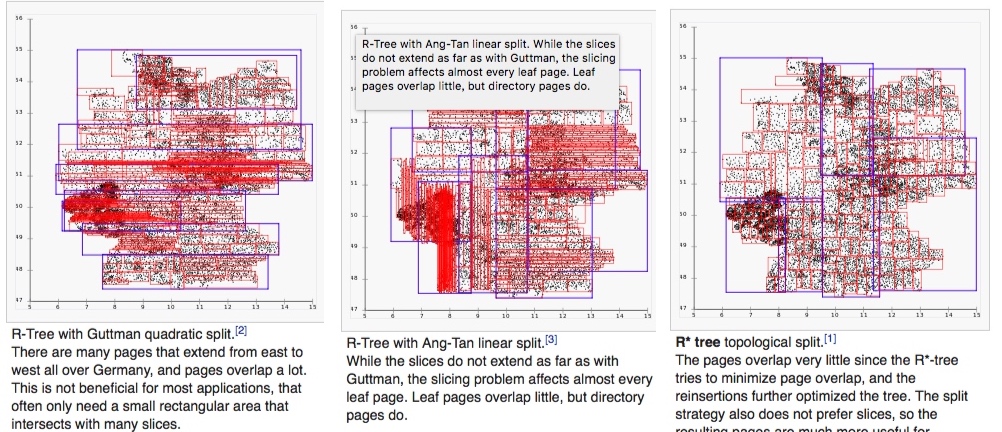 56
55
54
53
52
51
50
49
48
47
5 6 7 8 9 10 11 12 13 14 15
R-Tree with Guttman quadratic split.[2]
There are many pages that extend from east to
west all over Germany, and pages overlap a lot.
This is not beneficial for most applications, that
often only need a small rectangular area that
intersects with many slices.
56
R-Tree with Ang-Tan linear split. While the slices
do not extend as far as with Guttman, the slicing
problem affects almost every leaf page. Leaf
pages overlap little, but directory pages do.
53
52
51
50
49
48
47
5 6 7 8 9 10 11 12 13 14 15
R-Tree with Ang-Tan linear split.[3]
While the slices do not extend as far as with
Guttman, the slicing problem affects almost every
leaf page. Leaf pages overlap little, but directory
pages do.
56
55
54
53
52
51
50
49
48
47
5 6 7 8 9 10 11 12 13 14 15
R* tree topological split.[1]
The pages overlap very little since the R*-tree
tries to minimize page overlap, and the
reinsertions further optimized the tree. The split
strategy also does not prefer slices, so the
resulting pages are much more useful for